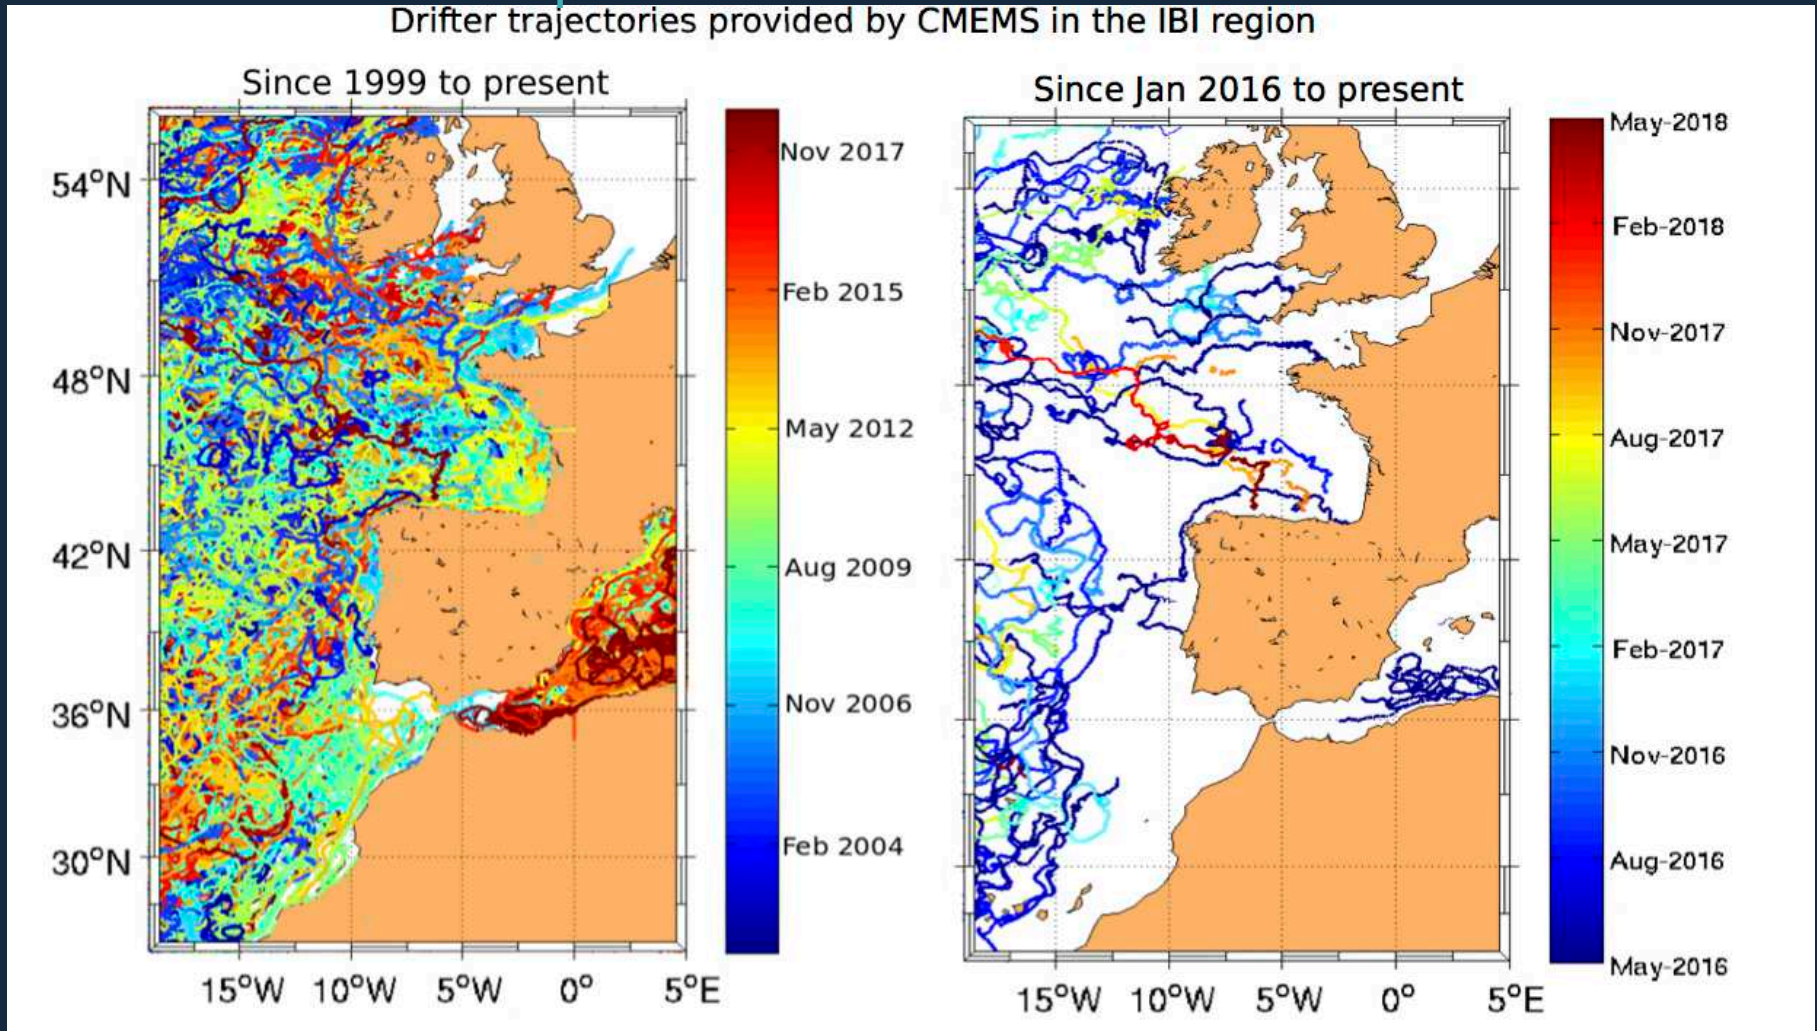 Drifter trajectories provided by CMEMS in the IBI region
Since 1999 to present
54°N
48°N
42°N
36°N
30°N
15°W
10°W
5°W
0°
5°E
Nov 2017
Feb 2015
May 2012
Aug 2009
Nov 2006
Feb 2004
Since Jan 2016 to present
15°W
10°W
5°W
0°
5°E
May-2018
Feb-2018
Nov-2017
Aug-2017
May-2017
Feb-2017
Nov-2016
Aug-2016
May-2016